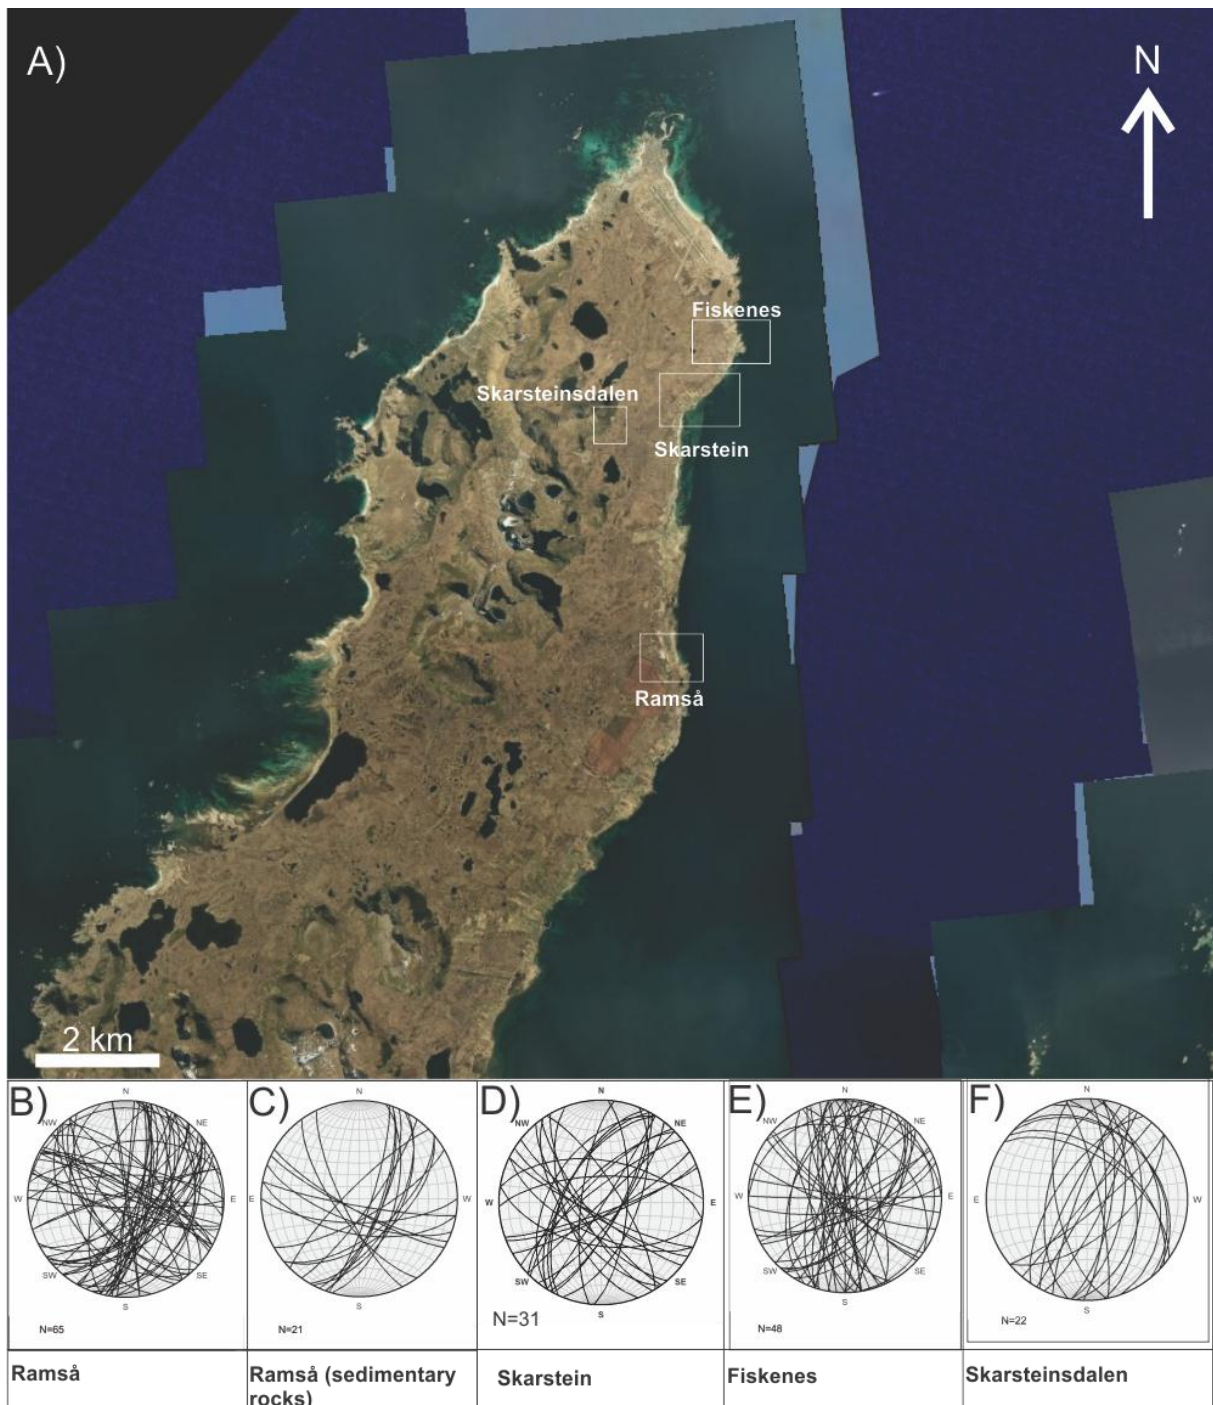 A)
N
Fiskenes
Skarsteinsdalen
Skarstein
Ramså
2 km
B)
N
NW
NE
W
E
SW
SE
S
N=65
C)
N
E
W
S
N=21
D)
N
NW
NE
W
E
SW
SE
S
N=31
E)
N
NW
NE
W
E
SW
SE
S
N=48
F)
N
E
W
S
N=22
Ramså
Ramså (sedimentary
rocks)
Skarstein
Fiskenes
Skarsteinsdalen